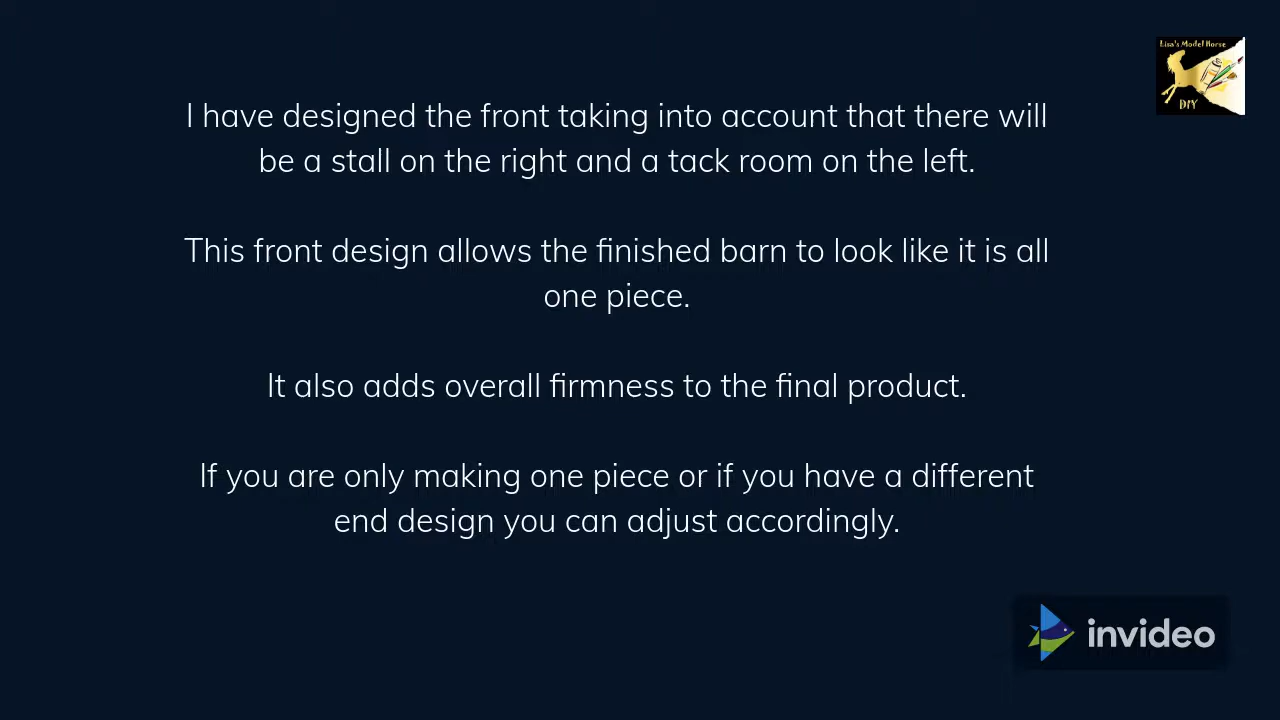 Lisa's Model Horse
DIY
I have designed the front taking into account that there will
be a stall on the right and a tack room on the left.
This front design allows the finished barn to look like it is all
one piece.
It also adds overall firmness to the final product.
If you are only making one piece or if you have a different
end design you can adjust accordingly.
invideo